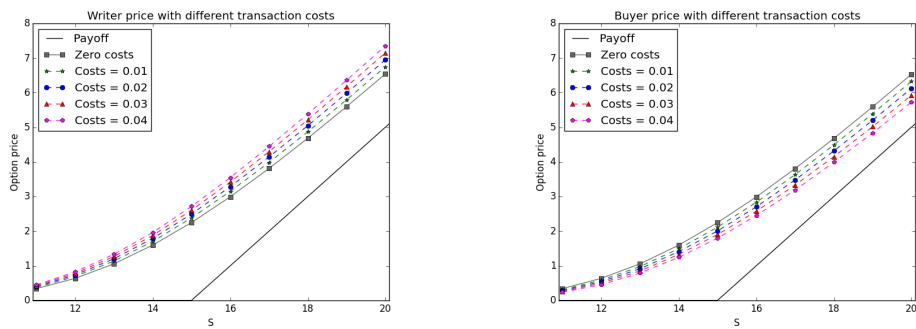 Writer price with different transaction costs
8
7
6
5
4
3
2
1
0
Option price
Payoff
Zero costs
Costs = 0.01
Costs = 0.02
Costs = 0.03
Costs = 0.04
12
14
16
18
20
S
Buyer price with different transaction costs
8
7
6
5
4
3
2
1
0
Option price
Payoff
Zero costs
Costs = 0.01
Costs = 0.02
Costs = 0.03
Costs = 0.04
12
14
16
18
20
S